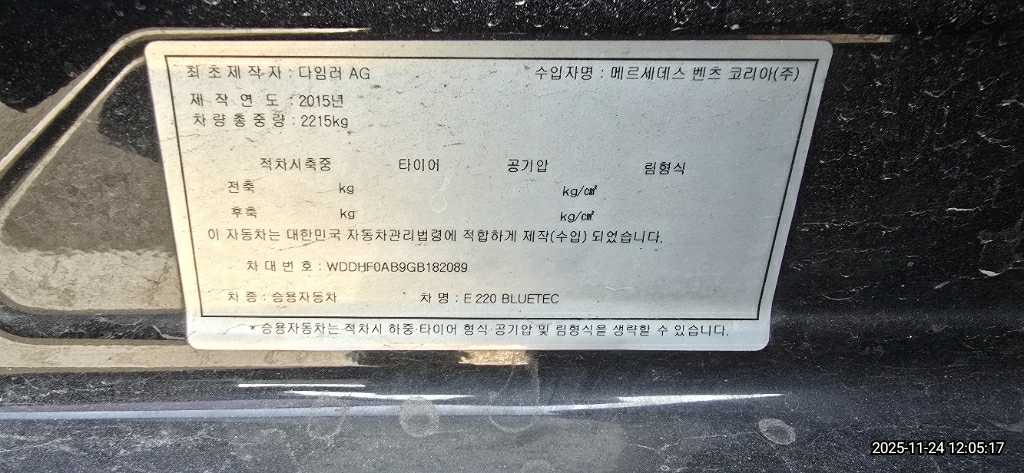 최초제작자 : 다임러 AG 수입자명 : 메르세데스 벤츠 코리아(주)
제 작 연 도 : 2015년
차량총중량 : 2215kg
적차시축중 타이어 공기압 림형식
전축 kg kg/㎠
후축 kg kg/㎠
이 자동차는 대한민국 자동차관리법령에 적합하게 제작(수입) 되었습니다.
차 대 번 호 : WDDHF0AB9GB182089
차 종 : 승용자동차 차 명 : E 220 BLUETEC
* 승용자동차는 적차시 하중·타이어 형식·공기압 및 림형식을 생략할 수 있습니다.
2025-11-24 12:05:17